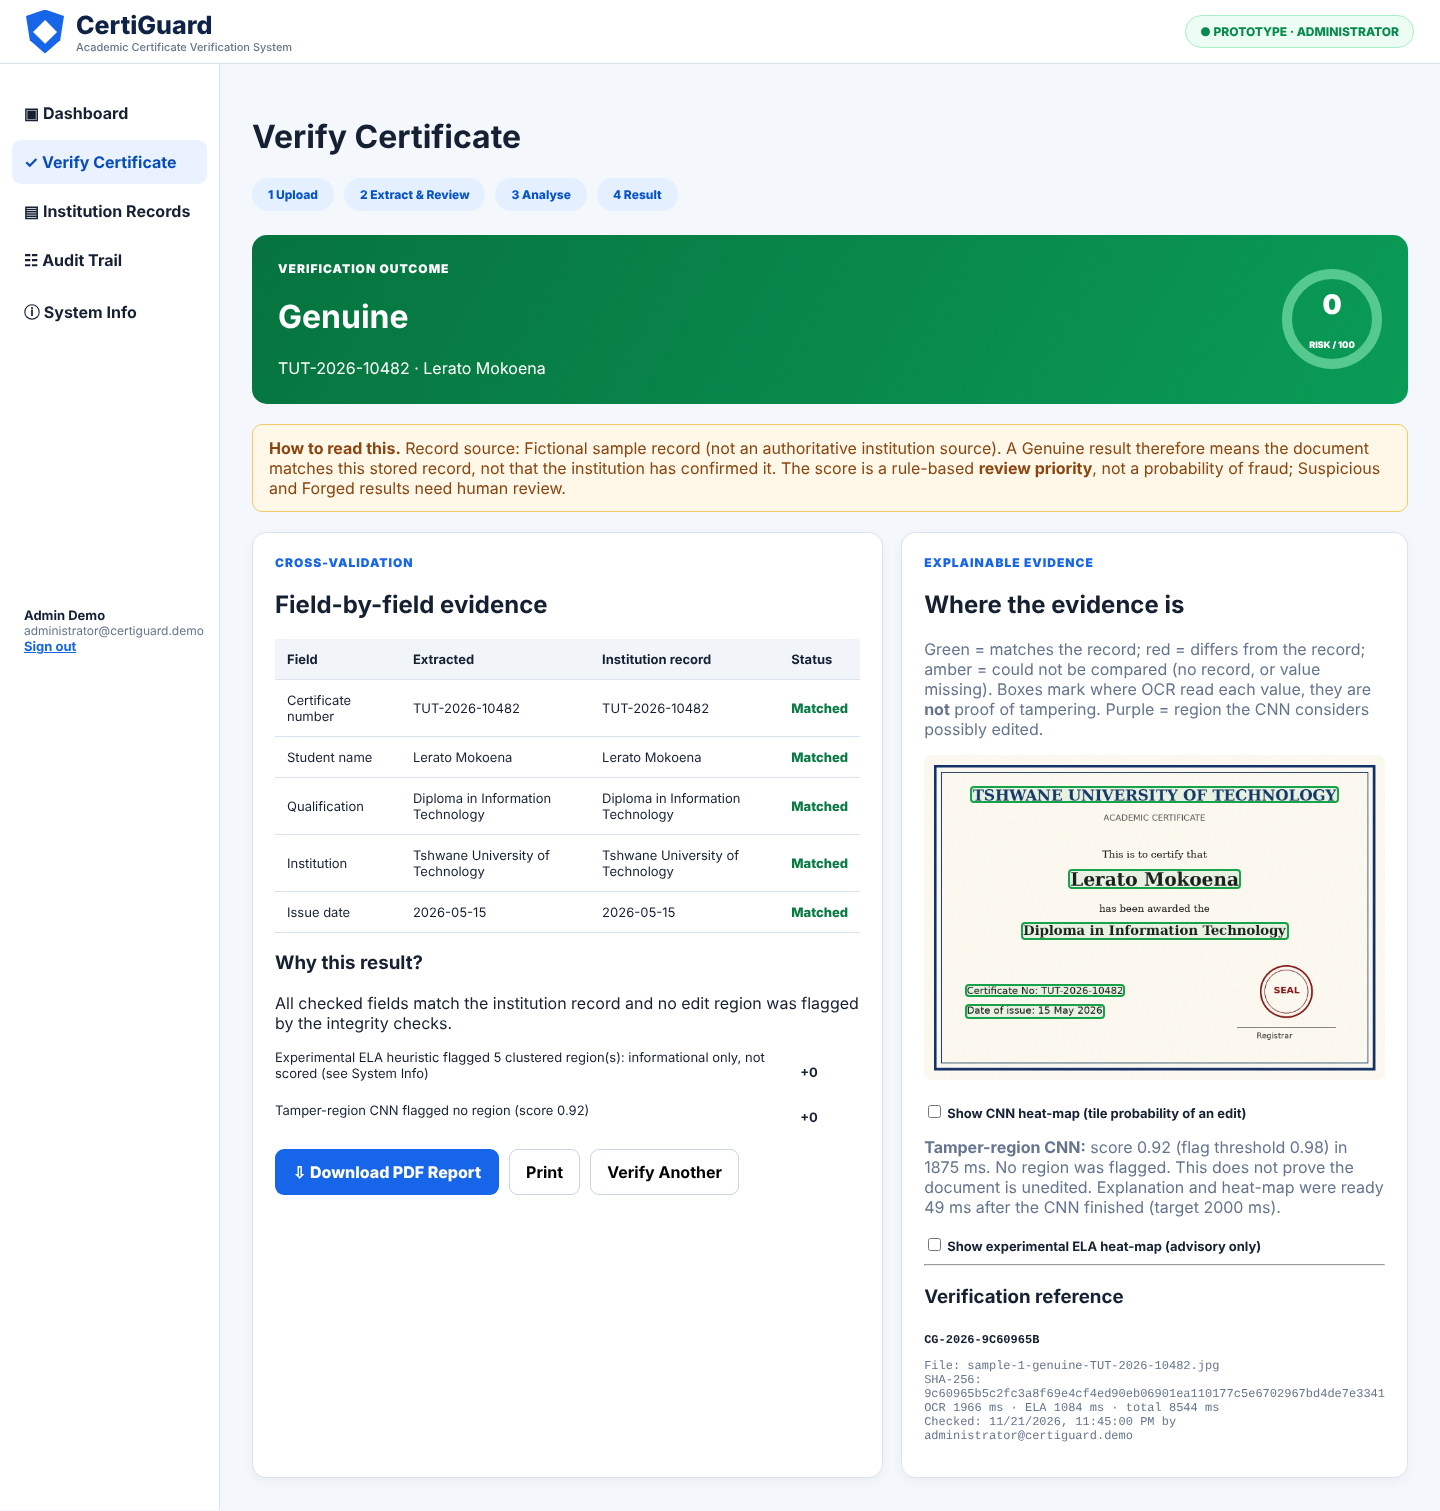 CertiGuard
Academic Certificate Verification System
● PROTOTYPE · ADMINISTRATOR
▣ Dashboard
✓ Verify Certificate
▤ Institution Records
☷ Audit Trail
ⓘ System Info
Admin Demo
administrator@certiguard.demo
Sign out
Verify Certificate
1 Upload
2 Extract & Review
3 Analyse
4 Result
VERIFICATION OUTCOME
Genuine
TUT-2026-10482 · Lerato Mokoena
0
RISK / 100
How to read this. Record source: Fictional sample record (not an authoritative institution source). A Genuine result therefore means the document
matches this stored record, not that the institution has confirmed it. The score is a rule-based review priority, not a probability of fraud; Suspicious
and Forged results need human review.
CROSS-VALIDATION
Field-by-field evidence
Field Extracted Institution record Status
Certificate
number
TUT-2026-10482 TUT-2026-10482 Matched
Student name Lerato Mokoena Lerato Mokoena Matched
Qualification
Diploma in Information
Technology
Diploma in Information
Technology
Matched
Institution
Tshwane University of
Technology
Tshwane University of
Technology
Matched
Issue date 2026-05-15 2026-05-15 Matched
Why this result?
All checked fields match the institution record and no edit region was flagged
by the integrity checks.
Experimental ELA heuristic flagged 5 clustered region(s): informational only, not
scored (see System Info)
+0
Tamper-region CNN flagged no region (score 0.92)
+0
⇩ Download PDF Report
Print
Verify Another
EXPLAINABLE EVIDENCE
Where the evidence is
Green = matches the record; red = differs from the record;
amber = could not be compared (no record, or value
missing). Boxes mark where OCR read each value, they are
not proof of tampering. Purple = region the CNN considers
possibly edited.
TSHWANE UNIVERSITY OF TECHNOLOGY
ACADEMIC CERTIFICATE
This is to certify that
Lerato Mokoena
has been awarded the
Diploma in Information Technology
Certificate No: TUT-2026-10482
Date of issue: 15 May 2026
SEAL
Registrar
Show CNN heat-map (tile probability of an edit)
Tamper-region CNN: score 0.92 (flag threshold 0.98) in
1875 ms. No region was flagged. This does not prove the
document is unedited. Explanation and heat-map were ready
49 ms after the CNN finished (target 2000 ms).
Show experimental ELA heat-map (advisory only)
Verification reference
CG-2026-9C60965B
File: sample-1-genuine-TUT-2026-10482.jpg
SHA-256:
9c60965b5c2fc3a8f69e4cf4ed90eb06901ea110177c5e6702967bd4de7e3341
OCR 1966 ms · ELA 1084 ms · total 8544 ms
Checked: 11/21/2026, 11:45:00 PM by
administrator@certiguard.demo